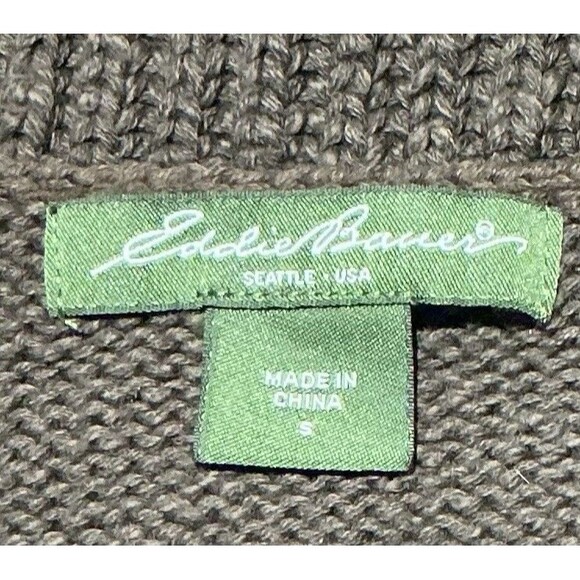 Eddie Bauer®
SEATTLE · USA
MADE IN
CHINA
S